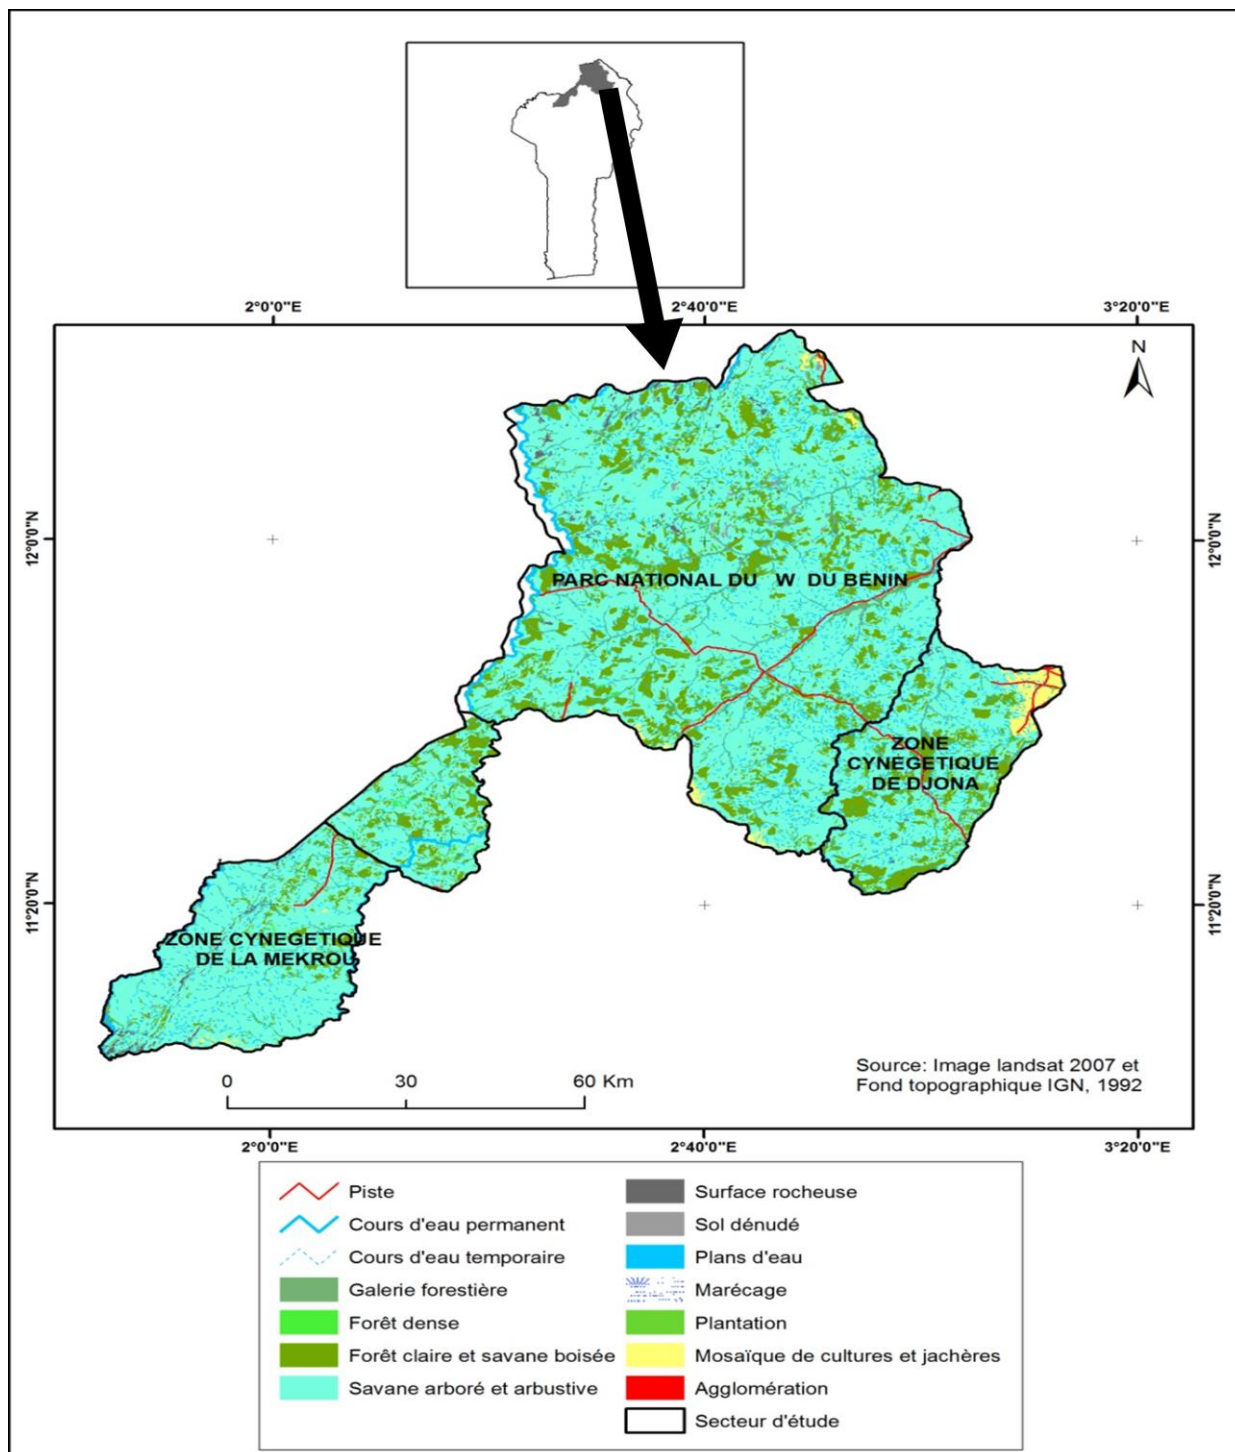 2°0'0"E
2°40'0"E
3°20'0"E
N
12°0'0"N
12°0'0"N
PARC NATIONAL DU W DU BENIN
ZONE
CYNEGETIQUE
DE DJONA
11°20'0"N
11°20'0"N
ZONE CYNEGETIQUE
DE LA MEKROU
Source: Image landsat 2007 et
Fond topographique IGN, 1992
0 30 60 Km
2°0'0"E
2°40'0"E
3°20'0"E
Piste
Cours d'eau permanent
Cours d'eau temporaire
Galerie forestière
Forêt dense
Forêt claire et savane boisée
Savane arboré et arbustive
Surface rocheuse
Sol dénudé
Plans d'eau
Marécage
Plantation
Mosaïque de cultures et jachères
Agglomération
Secteur d'étude